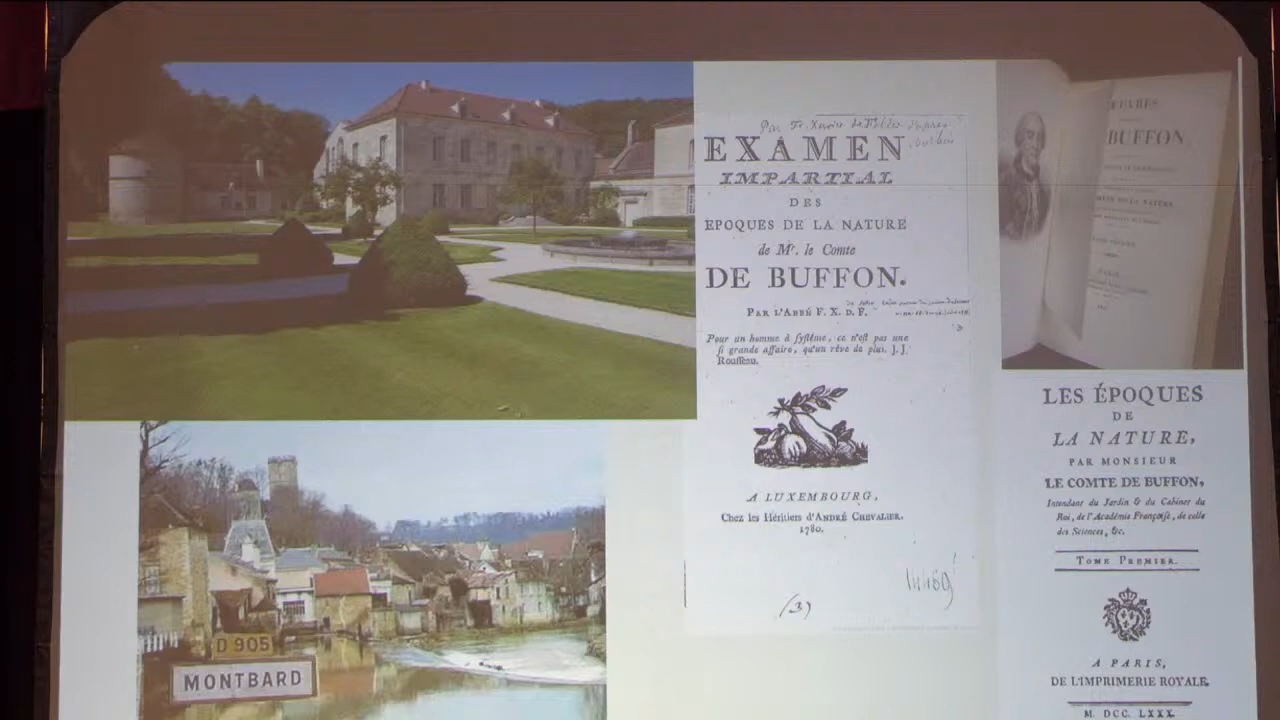 D 905
MONTBARD
EXAMEN
IMPARTIAL
DES
EPOQUES DE LA NATURE
de Mr. le Comte
DE BUFFON.
PAR L'ABBÉ F. X. D. F.
Pour un homme à ſyſtême, ce n'eſt pas une
ſi grande affaire, qu'un rêve de plus. J. J.
Rouſſeau.
A LUXEMBOURG,
Chez les Héritiers d'ANDRÉ CHEVALIER.
1780.
(3)
BUFFON
LES ÉPOQUES
DE
LA NATURE,
PAR MONSIEUR
LE COMTE DE BUFFON,
Intendant du Jardin & du Cabinet du
Roi, de l'Académie Françoiſe, de celle
des Sciences, &c.
TOME PREMIER.
A PARIS,
DE L'IMPRIMERIE ROYALE.
M. DCC. LXXX.